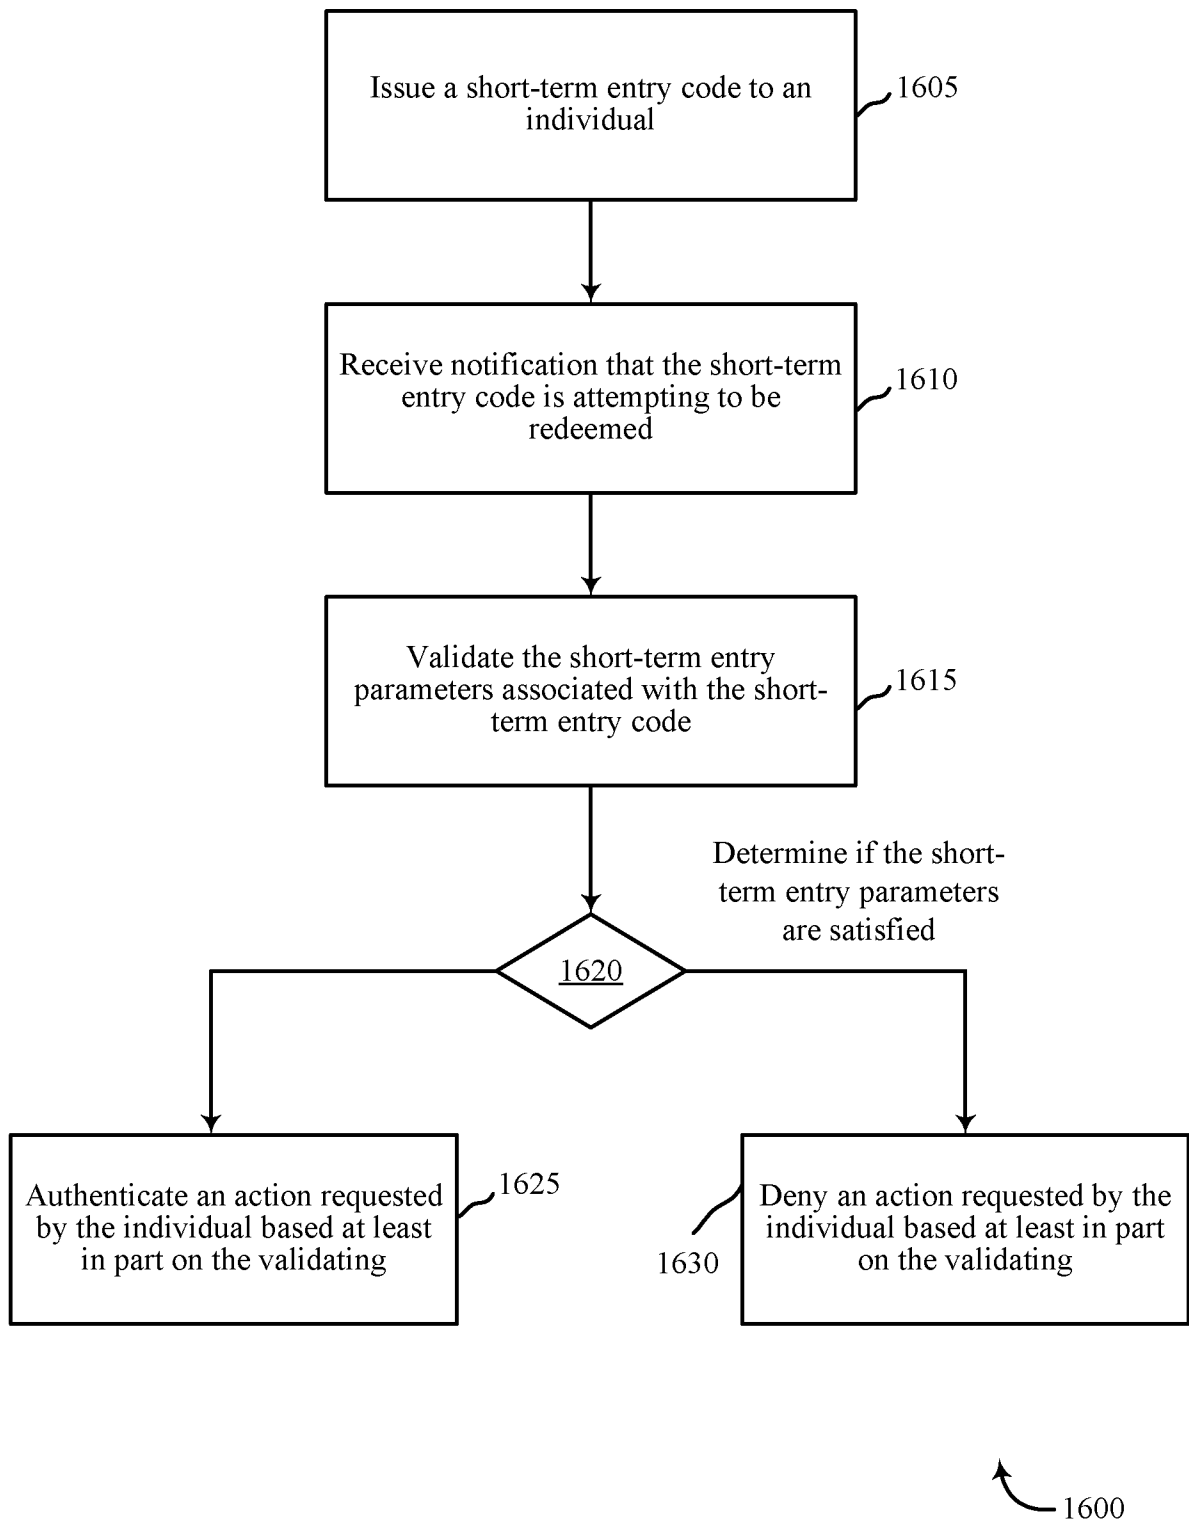 Issue a short-term entry code to an
individual
1605
Receive notification that the short-term
entry code is attempting to be
redeemed
1610
Validate the short-term entry
parameters associated with the short-
term entry code
1615
Determine if the short-
term entry parameters
are satisfied
1620
Authenticate an action requested
by the individual based at least
in part on the validating
1625
Deny an action requested by the
individual based at least in part
on the validating
1630
1600